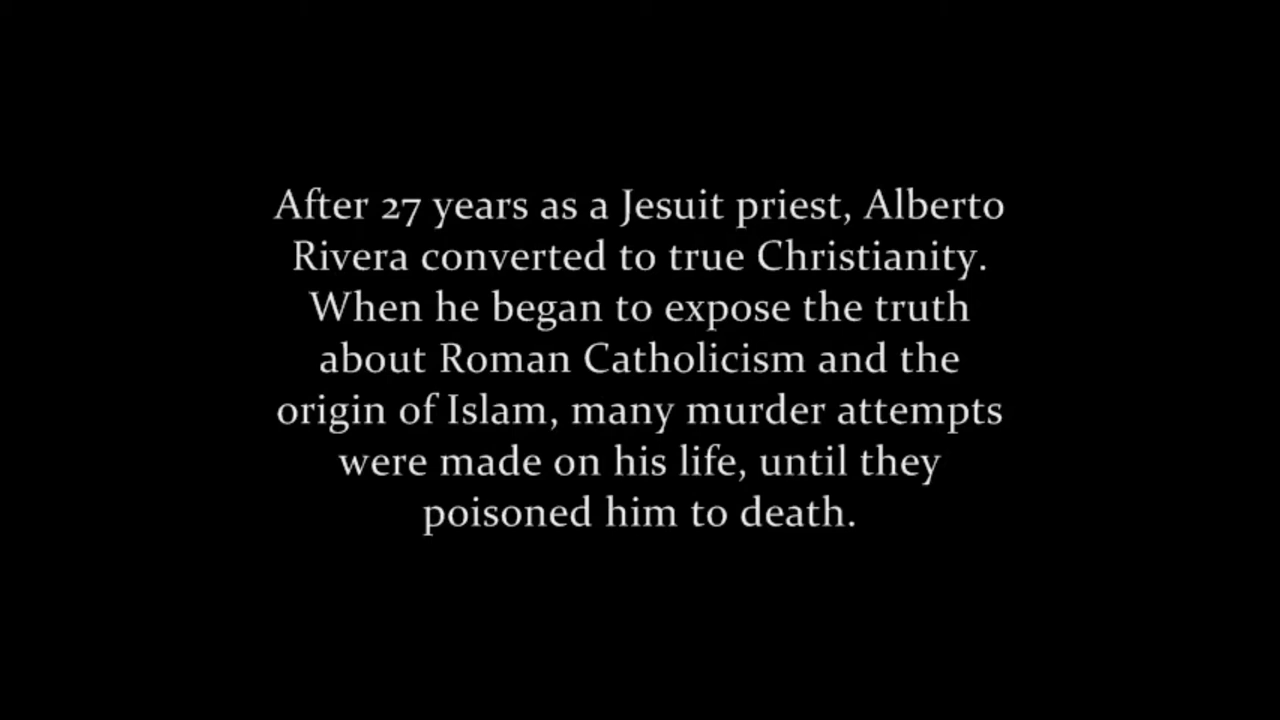 After 27 years as a Jesuit priest, Alberto
Rivera converted to true Christianity.
When he began to expose the truth
about Roman Catholicism and the
origin of Islam, many murder attempts
were made on his life, until they
poisoned him to death.